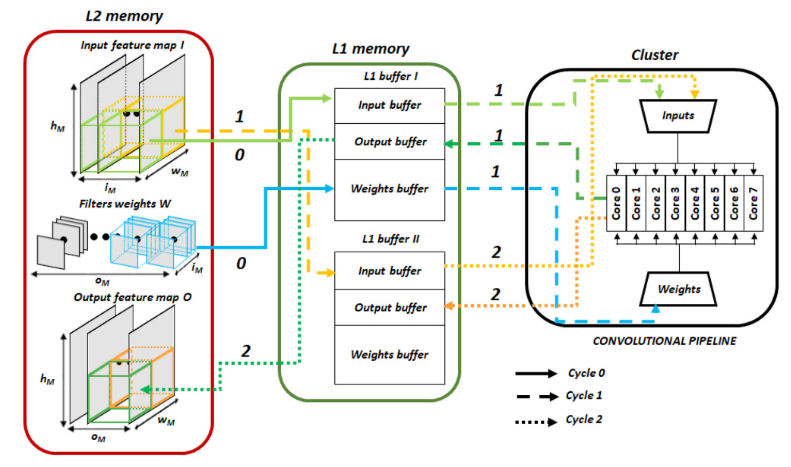 L2 memory
Input feature map I
h_M
i_M
w_M
Filters weights W
o_M
i_M
Output feature map O
h_M
o_M
w_M
1
0
0
2
L1 memory
L1 buffer I
Input buffer
Output buffer
Weights buffer
L1 buffer II
Input buffer
Output buffer
Weights buffer
1
1
1
2
2
Cluster
Inputs
Core 0
Core 1
Core 2
Core 3
Core 4
Core 5
Core 6
Core 7
Weights
CONVOLUTIONAL PIPELINE
Cycle 0
Cycle 1
Cycle 2